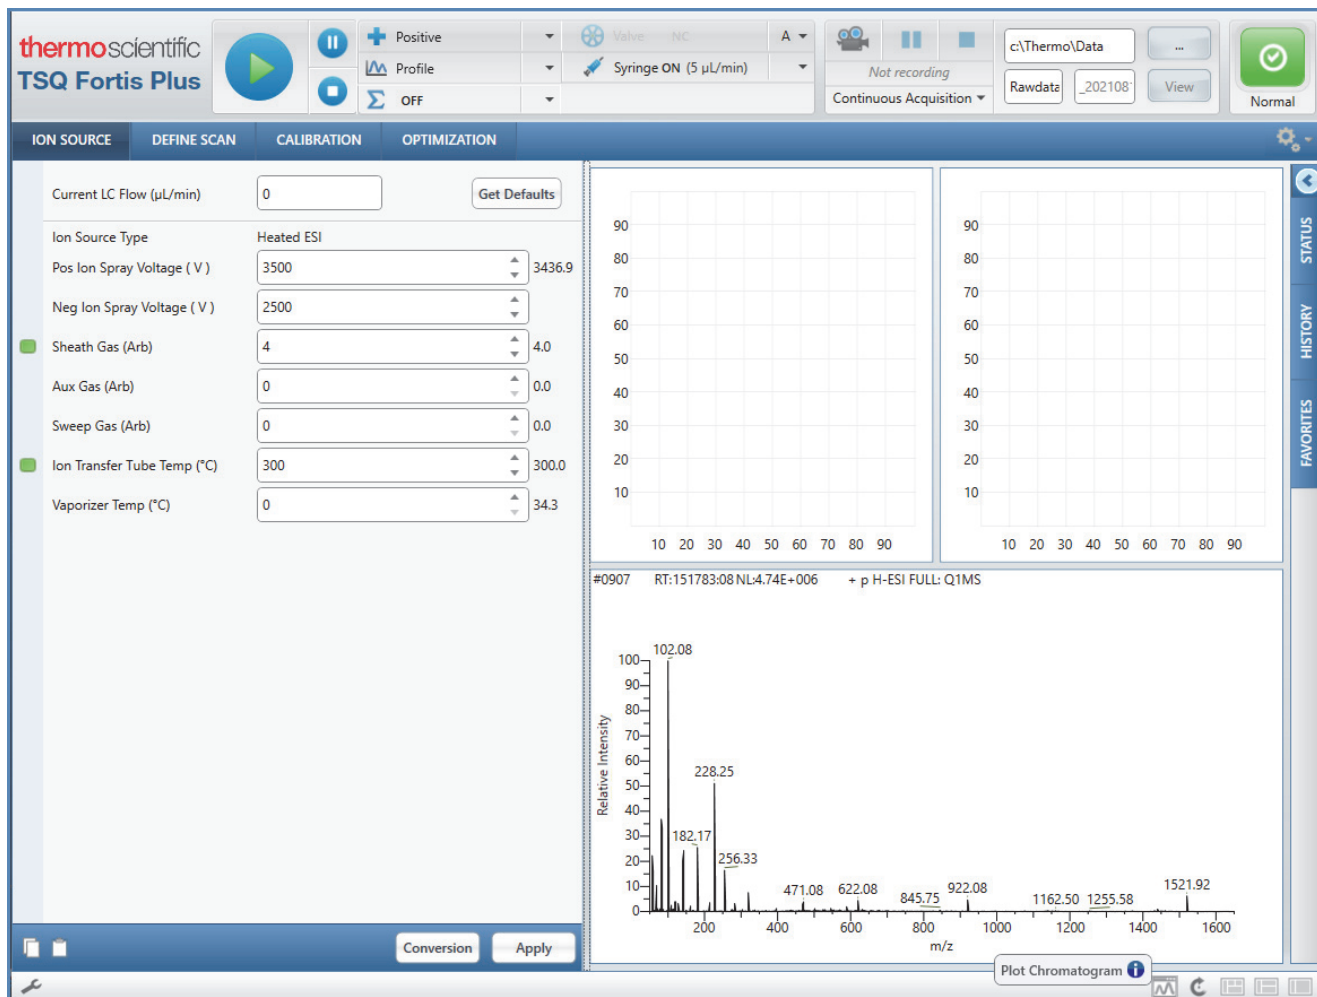 thermo scientific
TSQ Fortis Plus
Positive
Profile
OFF
Valve NC A
Syringe ON (5 µL/min)
Not recording
Continuous Acquisition
c:\Thermo\Data ...
Rawdata _202108 View
Normal
ION SOURCE DEFINE SCAN CALIBRATION OPTIMIZATION
Current LC Flow (µL/min) 0 Get Defaults
Ion Source Type Heated ESI
Pos Ion Spray Voltage ( V ) 3500 3436.9
Neg Ion Spray Voltage ( V ) 2500
Sheath Gas (Arb) 4 4.0
Aux Gas (Arb) 0 0.0
Sweep Gas (Arb) 0 0.0
Ion Transfer Tube Temp (°C) 300 300.0
Vaporizer Temp (°C) 0 34.3
Conversion Apply
90
80
70
60
50
40
30
20
10
10 20 30 40 50 60 70 80 90
90
80
70
60
50
40
30
20
10
10 20 30 40 50 60 70 80 90
STATUS
HISTORY
FAVORITES
#0907 RT:151783:08 NL:4.74E+006 + p H-ESI FULL: Q1MS
102.08
228.25
182.17
256.33
471.08
622.08
845.75
922.08
1162.50
1255.58
1521.92
Relative Intensity
100
90
80
70
60
50
40
30
20
10
0
200 400 600 800 1000 1200 1400 1600
m/z
Plot Chromatogram